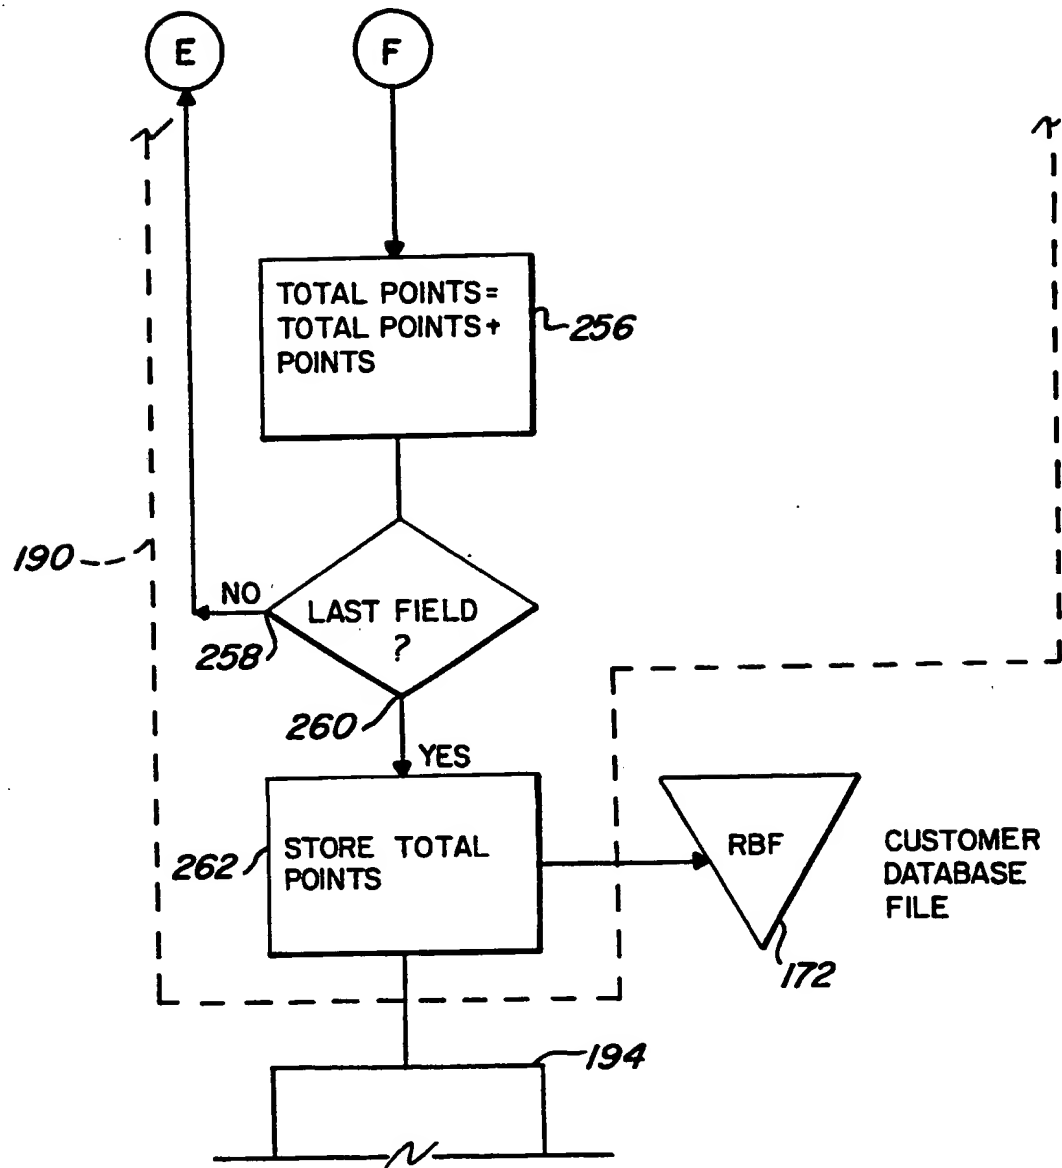 E
F
TOTAL POINTS=
TOTAL POINTS+
POINTS
256
190
NO
LAST FIELD
?
258
260
YES
262
STORE TOTAL
POINTS
RBF
CUSTOMER
DATABASE
FILE
172
194